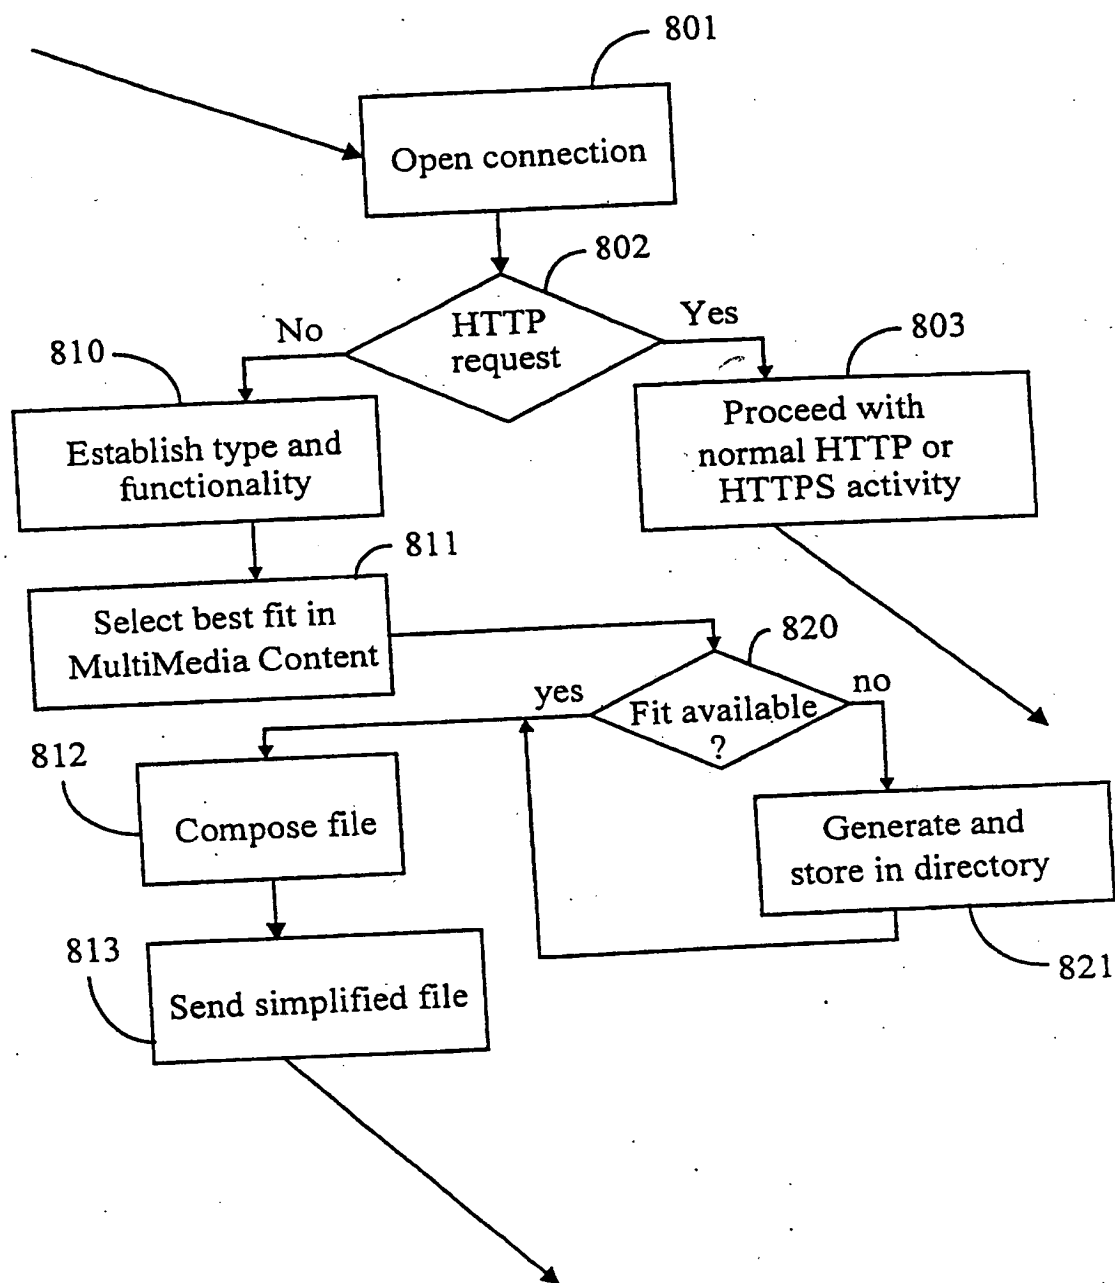 801
Open connection
802
HTTP
request
No
Yes
803
810
Establish type and
functionality
Proceed with
normal HTTP or
HTTPS activity
811
Select best fit in
MultiMedia Content
820
Fit available
?
yes
no
812
Compose file
Generate and
store in directory
821
813
Send simplified file